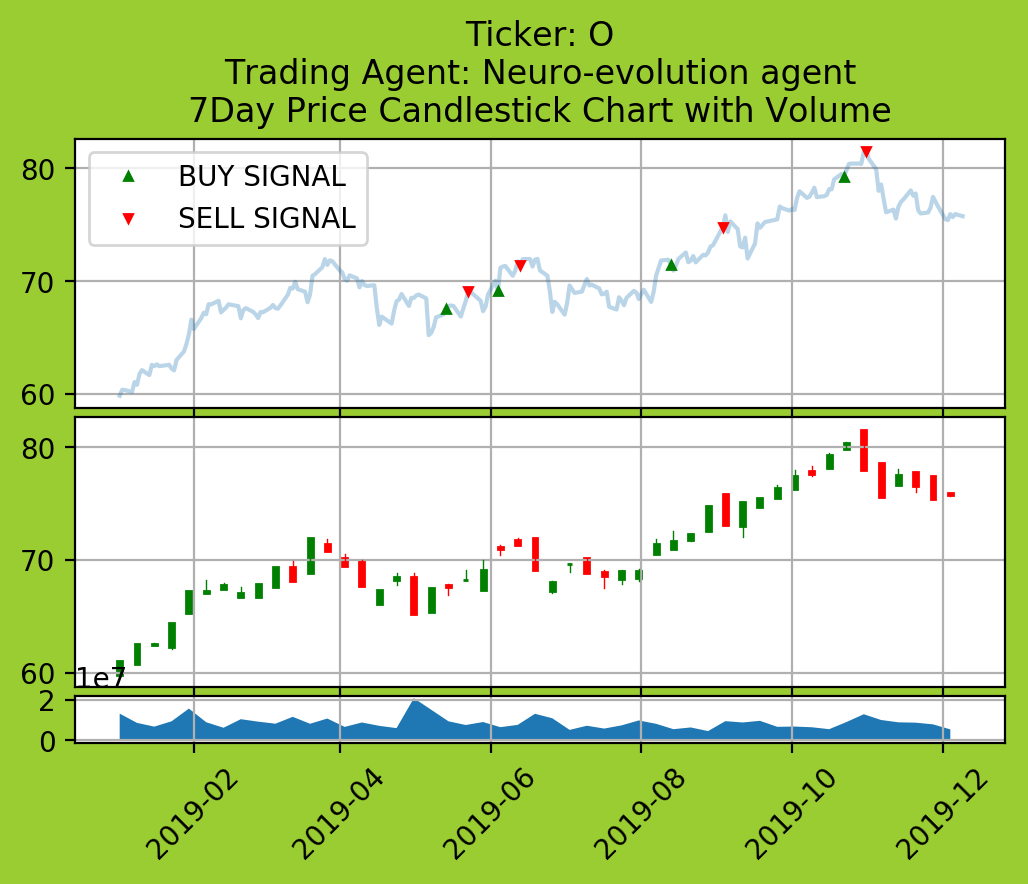 Ticker: O
Trading Agent: Neuro-evolution agent
7Day Price Candlestick Chart with Volume
BUY SIGNAL
SELL SIGNAL
80
70
60
80
70
60
1e7
2
0
2019-02
2019-04
2019-06
2019-08
2019-10
2019-12